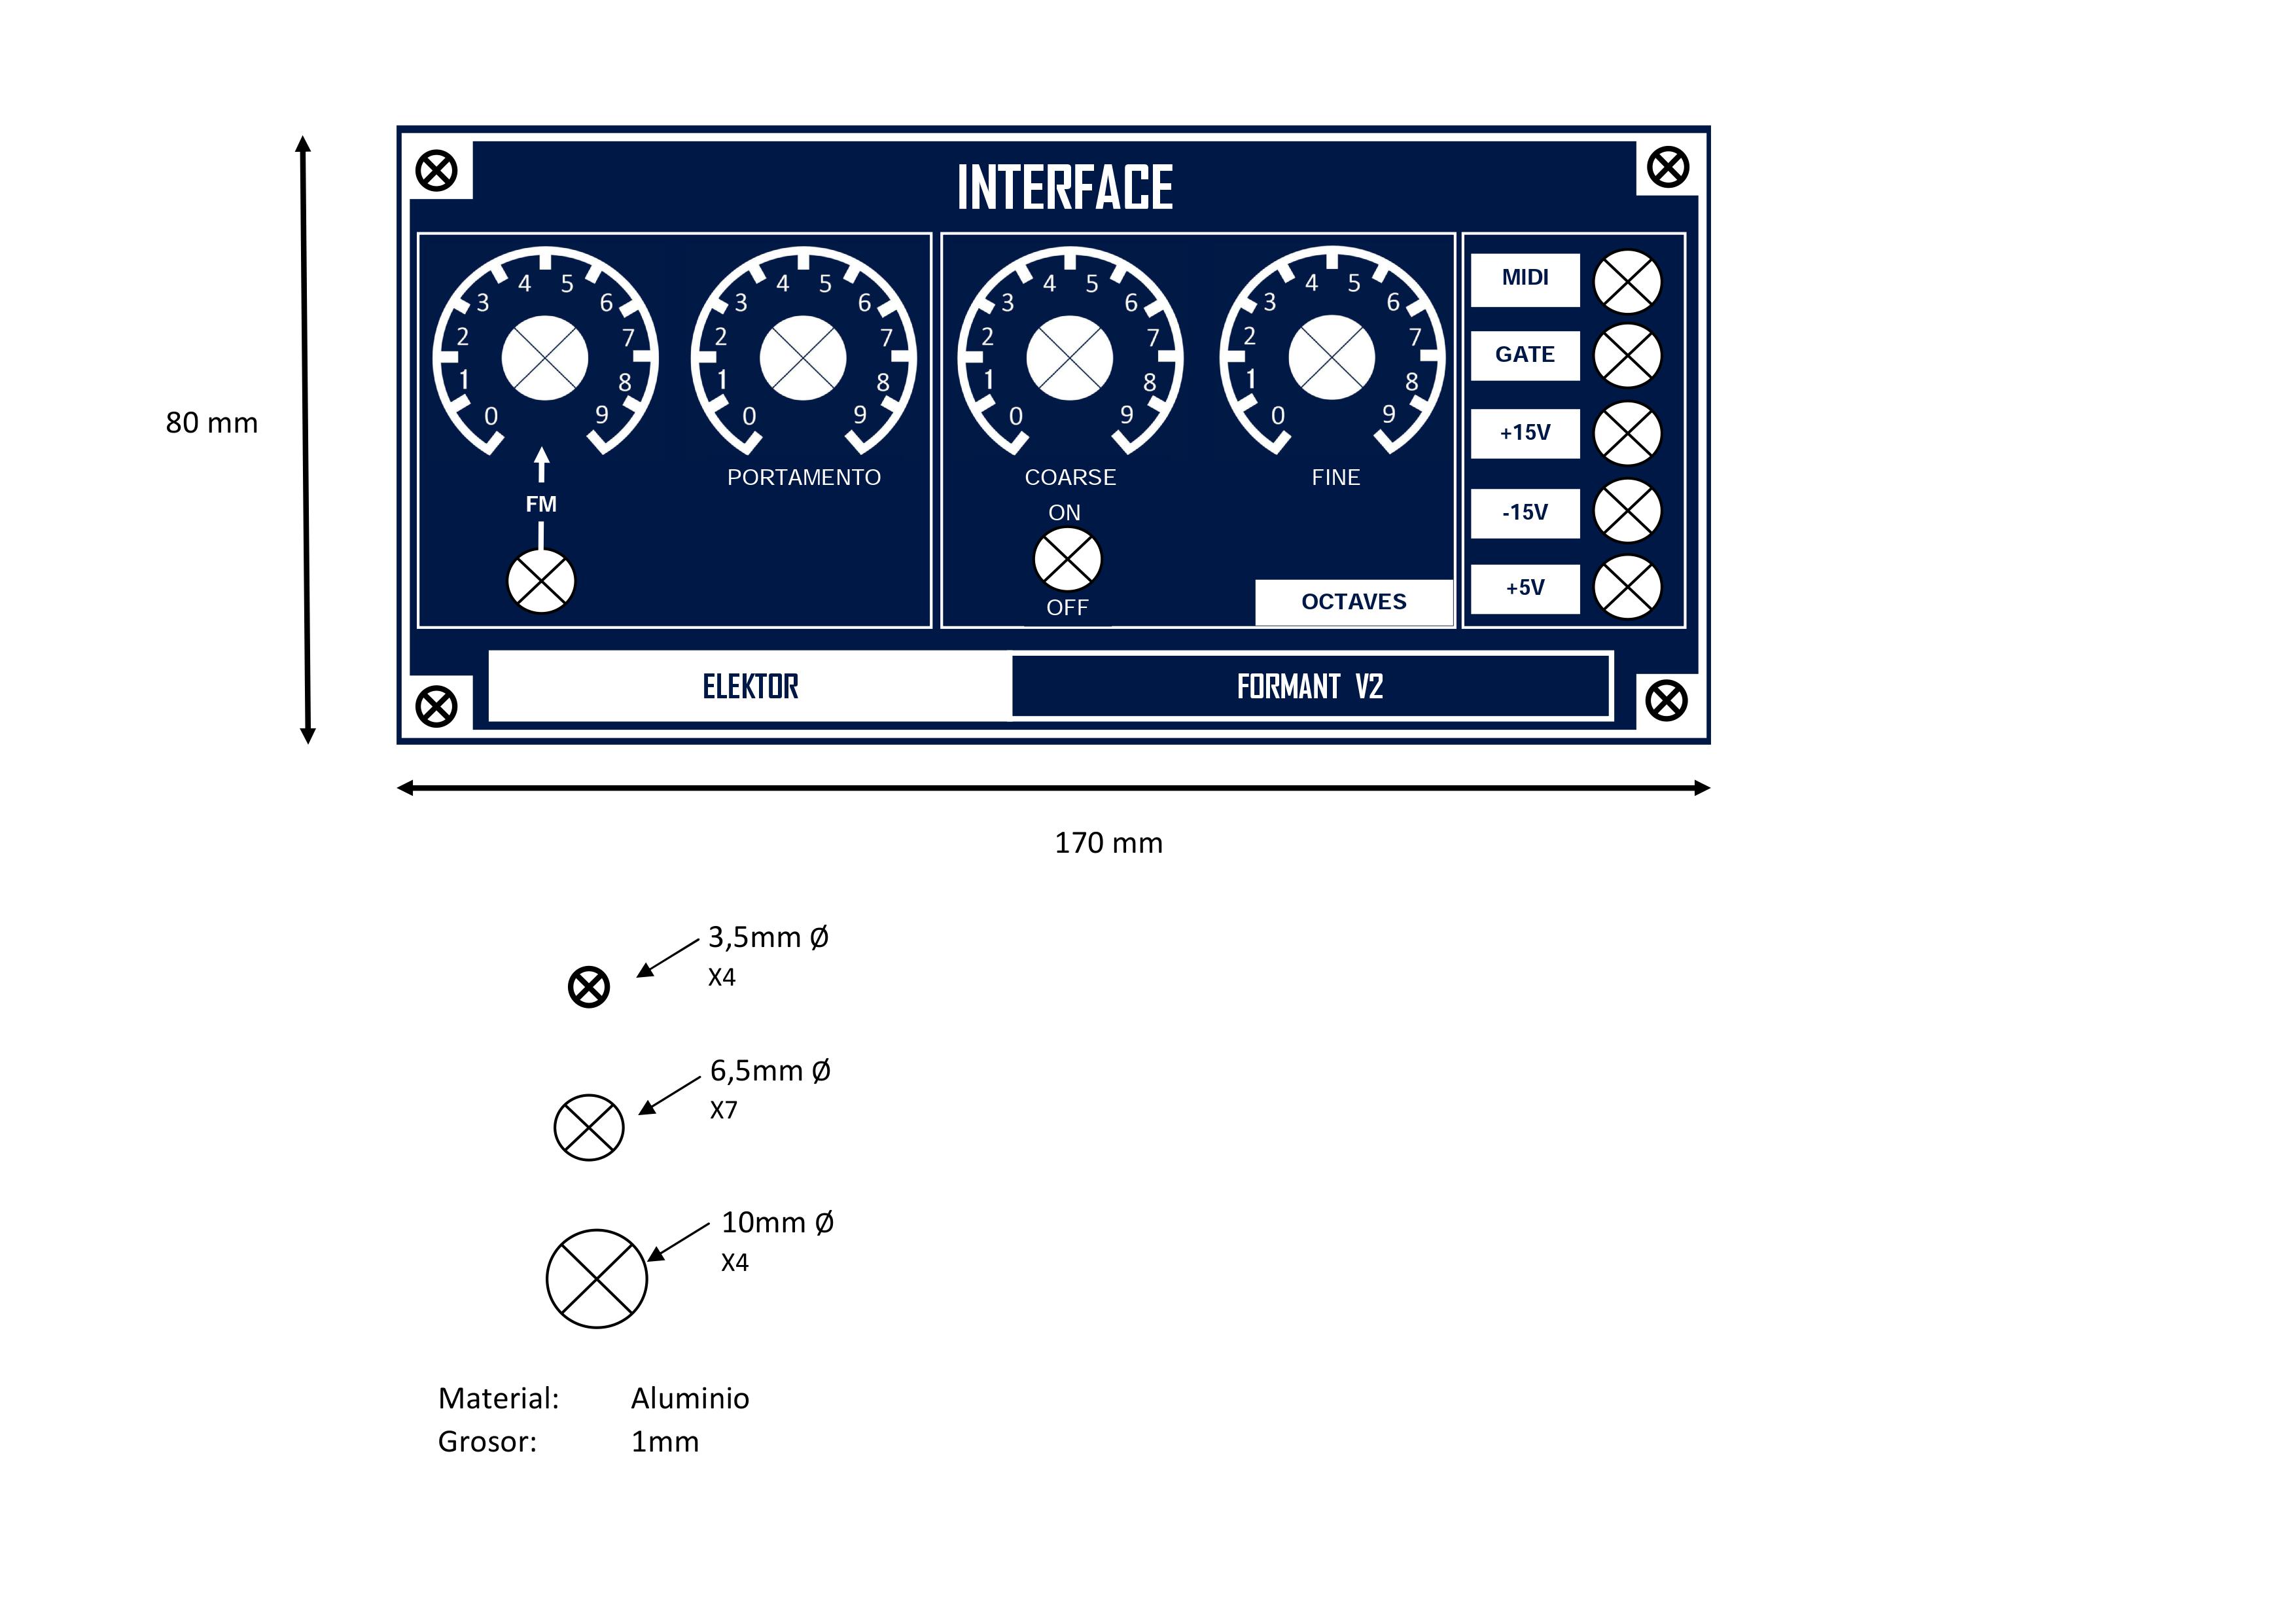 INTERFACE
0 1 2 3 4 5 6 7 8 9
0 1 2 3 4 5 6 7 8 9
0 1 2 3 4 5 6 7 8 9
0 1 2 3 4 5 6 7 8 9
FM
PORTAMENTO
COARSE
FINE
ON
OFF
OCTAVES
MIDI
GATE
+15V
-15V
+5V
ELEKTOR
FORMANT V2
80 mm
170 mm
3,5mm Ø
X4
6,5mm Ø
X7
10mm Ø
X4
Material: Aluminio
Grosor: 1mm